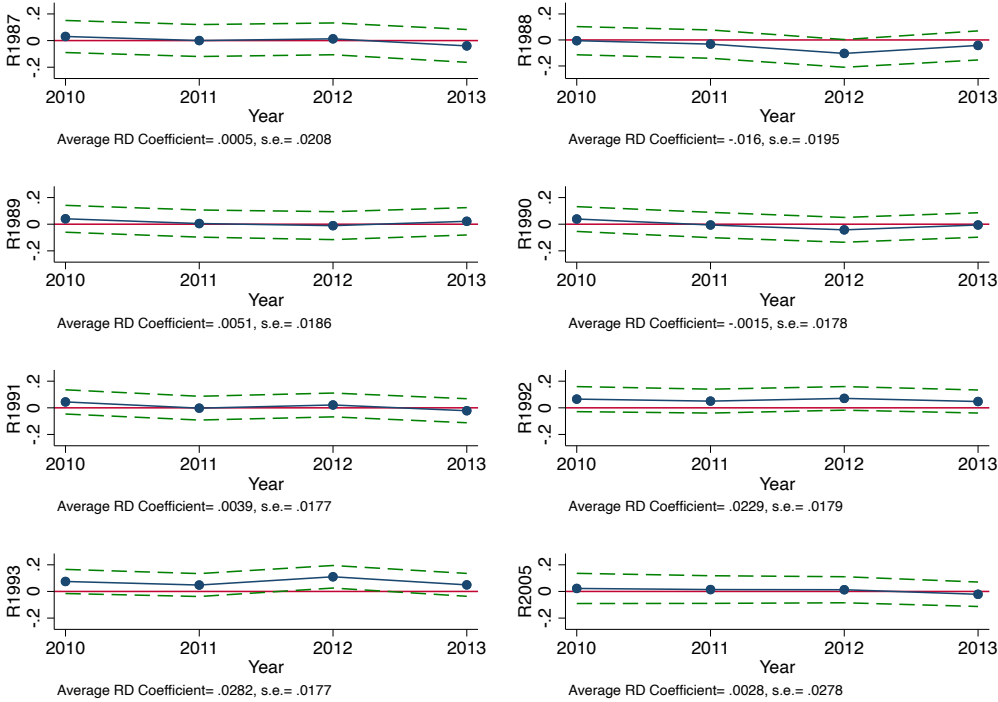 R1987
.2
0
-.2
2010 2011 2012 2013
Year
Average RD Coefficient= .0005, s.e.= .0208
R1988
.2
0
-.2
2010 2011 2012 2013
Year
Average RD Coefficient= -.016, s.e.= .0195
R1989
.2
0
-.2
2010 2011 2012 2013
Year
Average RD Coefficient= .0051, s.e.= .0186
R1990
.2
0
-.2
2010 2011 2012 2013
Year
Average RD Coefficient= -.0015, s.e.= .0178
R1991
.2
0
-.2
2010 2011 2012 2013
Year
Average RD Coefficient= .0039, s.e.= .0177
R1992
.2
0
-.2
2010 2011 2012 2013
Year
Average RD Coefficient= .0229, s.e.= .0179
R1993
.2
0
-.2
2010 2011 2012 2013
Year
Average RD Coefficient= .0282, s.e.= .0177
R2005
.2
0
-.2
2010 2011 2012 2013
Year
Average RD Coefficient= .0028, s.e.= .0278